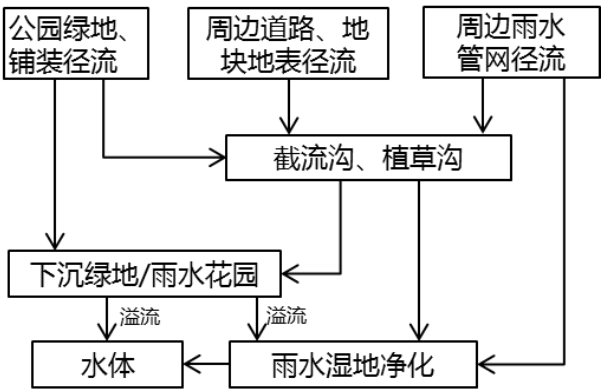 公园绿地、
铺装径流
周边道路、地
块地表径流
周边雨水
管网径流
截流沟、植草沟
下沉绿地/雨水花园
溢流
溢流
水体
雨水湿地净化